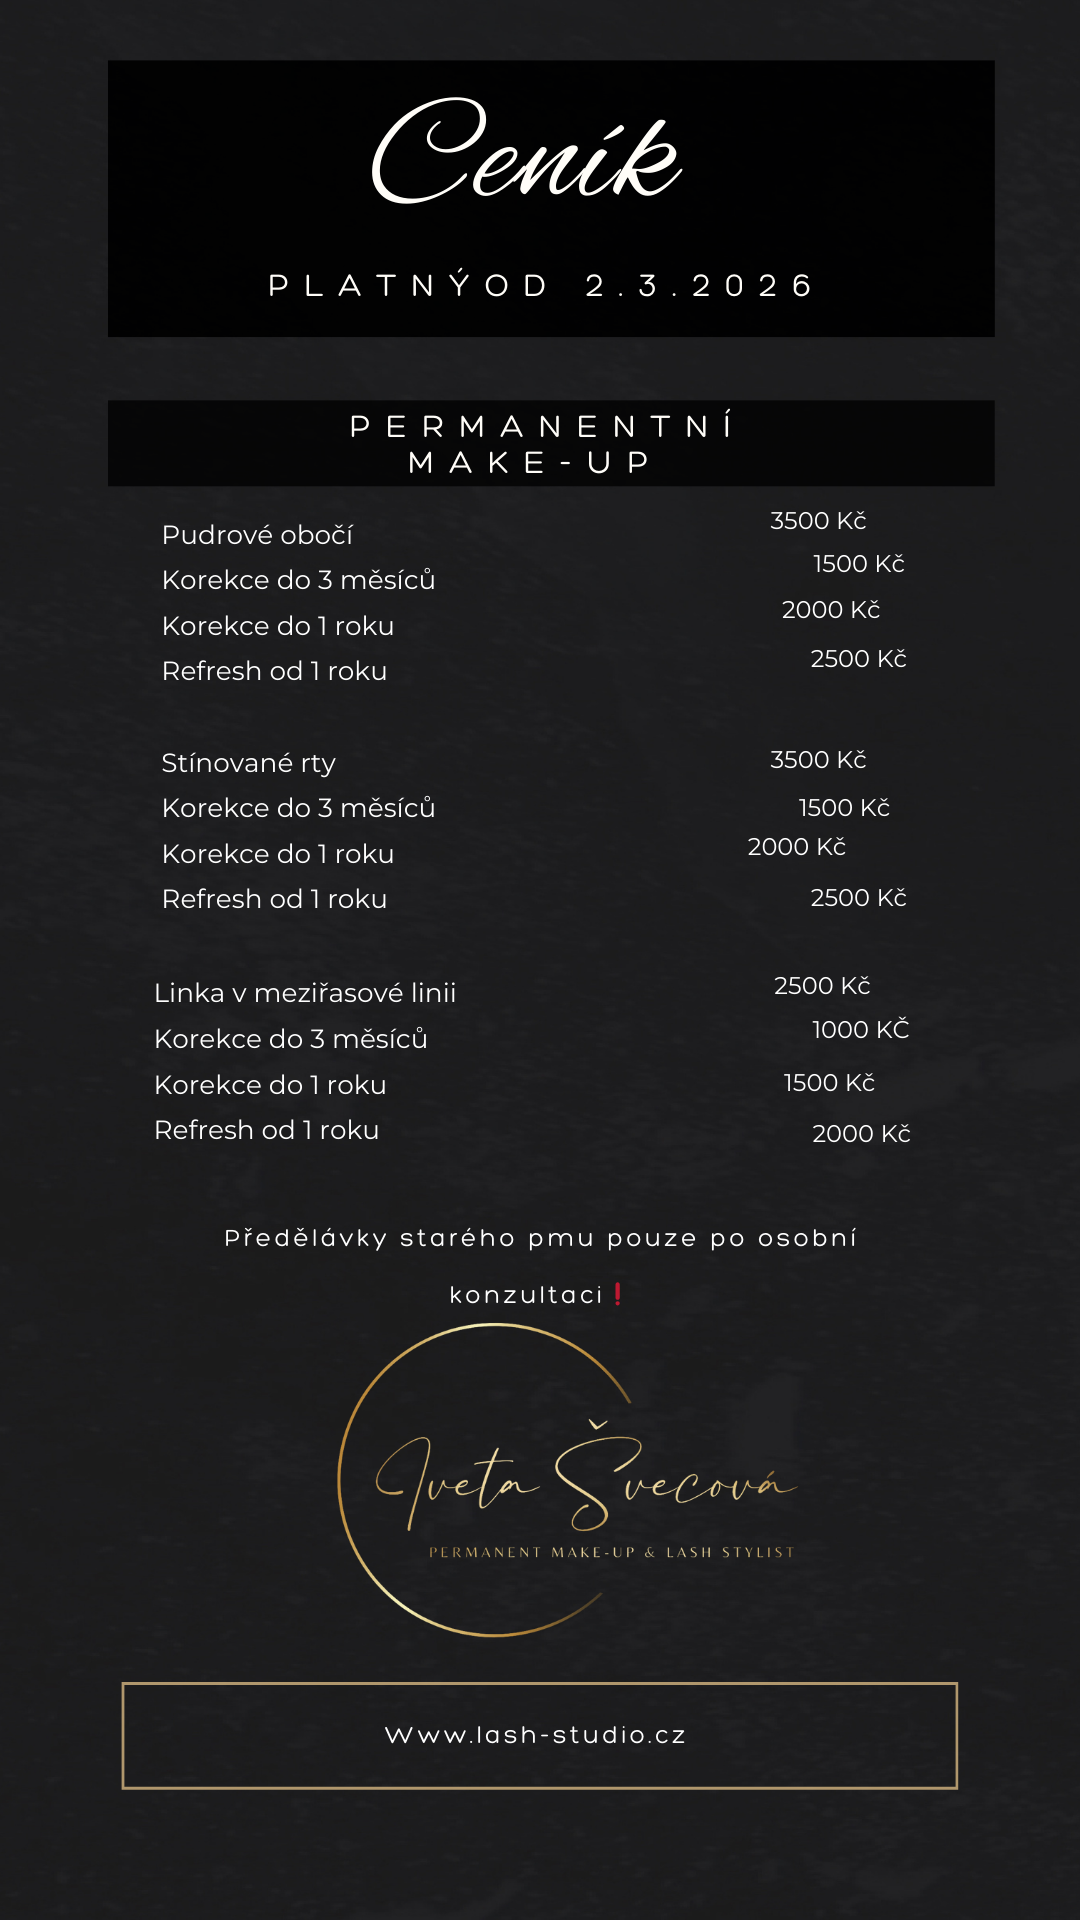 Ceník
PLATNÝOD 2.3.2026
PERMANENTNÍ
MAKE-UP
Pudrové obočí 3500 Kč
Korekce do 3 měsíců 1500 Kč
Korekce do 1 roku 2000 Kč
Refresh od 1 roku 2500 Kč
Stínované rty 3500 Kč
Korekce do 3 měsíců 1500 Kč
Korekce do 1 roku 2000 Kč
Refresh od 1 roku 2500 Kč
Linka v meziřasové linii 2500 Kč
Korekce do 3 měsíců 1000 KČ
Korekce do 1 roku 1500 Kč
Refresh od 1 roku 2000 Kč
Předělávky starého pmu pouze po osobní
konzultaci❗
Iveta Švecová
PERMANENT MAKE-UP & LASH STYLIST
Www.lash-studio.cz